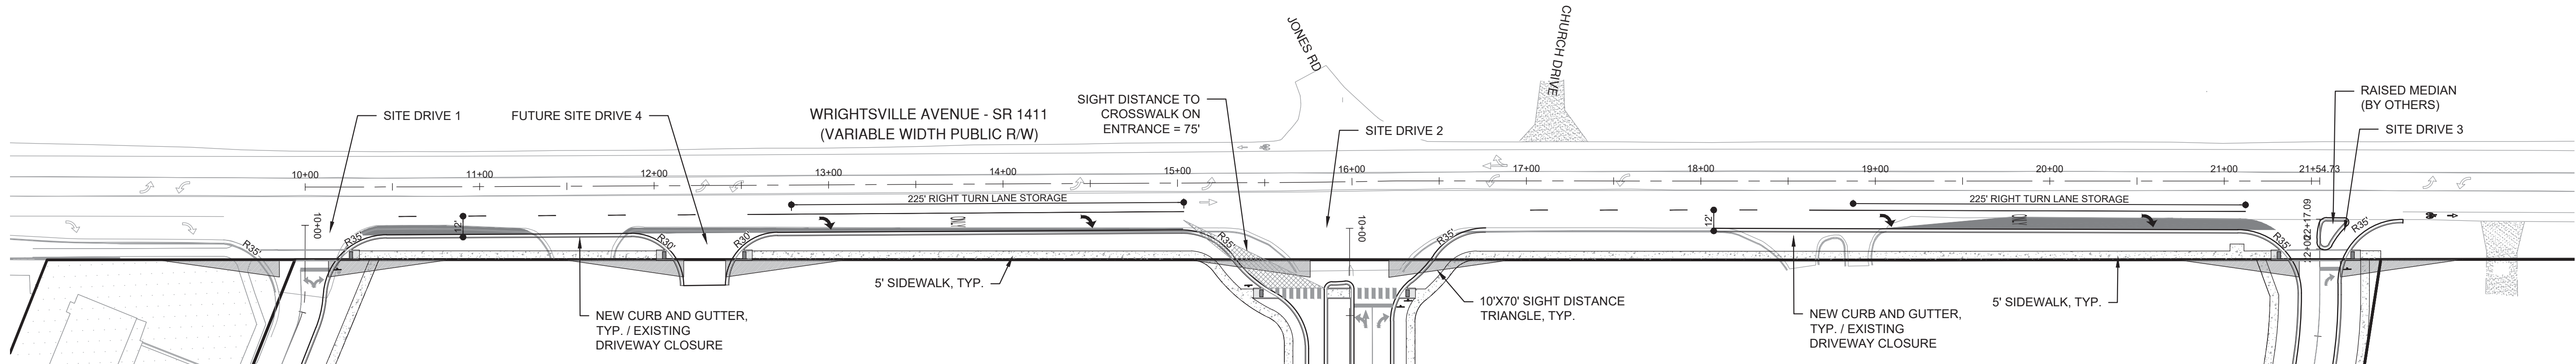 JONES RD
CHURCH DRIVE
SITE DRIVE 1
FUTURE SITE DRIVE 4
WRIGHTSVILLE AVENUE - SR 1411
(VARIABLE WIDTH PUBLIC R/W)
SIGHT DISTANCE TO
CROSSWALK ON
ENTRANCE = 75'
SITE DRIVE 2
RAISED MEDIAN
(BY OTHERS)
SITE DRIVE 3
10+00
11+00
12+00
13+00
14+00
15+00
16+00
17+00
18+00
19+00
20+00
21+00
21+54.73
225' RIGHT TURN LANE STORAGE
225' RIGHT TURN LANE STORAGE
10+00
12'
10+00
12'
12+00
12+17.09
R35'
R35'
R30'
R30'
R35'
R35'
R35'
R35'
5' SIDEWALK, TYP.
NEW CURB AND GUTTER,
TYP. / EXISTING
DRIVEWAY CLOSURE
10'X70' SIGHT DISTANCE
TRIANGLE, TYP.
NEW CURB AND GUTTER,
TYP. / EXISTING
DRIVEWAY CLOSURE
5' SIDEWALK, TYP.